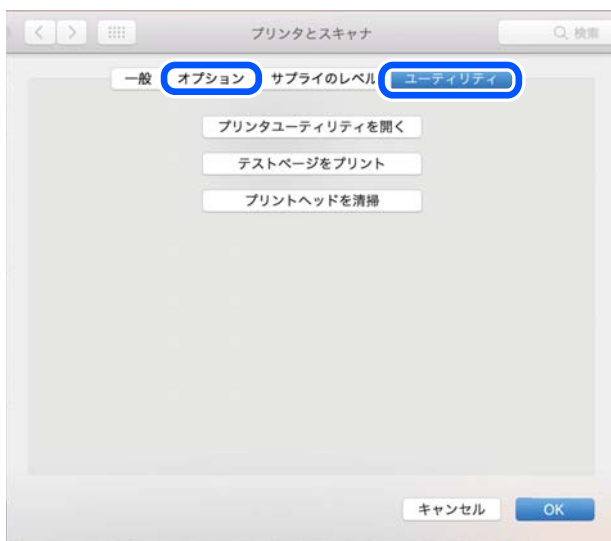 プリンタとスキャナ
検索
一般 オプション サプライのレベル ユーティリティ
プリンタユーティリティを開く
テストページをプリント
プリントヘッドを清掃
キャンセル OK